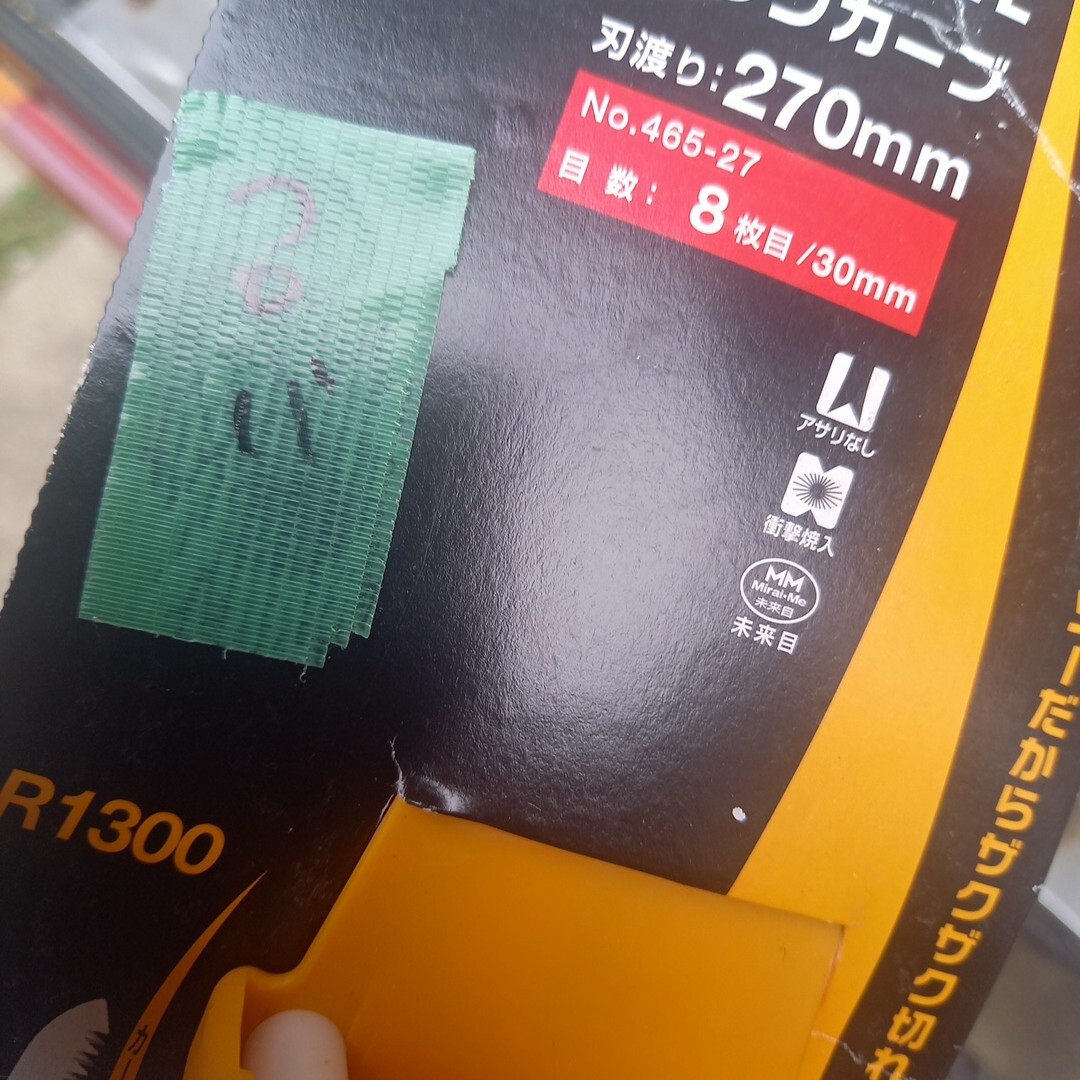 カーブ
刃渡り:270mm
No.465-27
目数: 8枚目/30mm
アサリなし
衝撃焼入
MM
Mirai-Me
未来目
未来目
R1300
だからザクザク切れ
カー